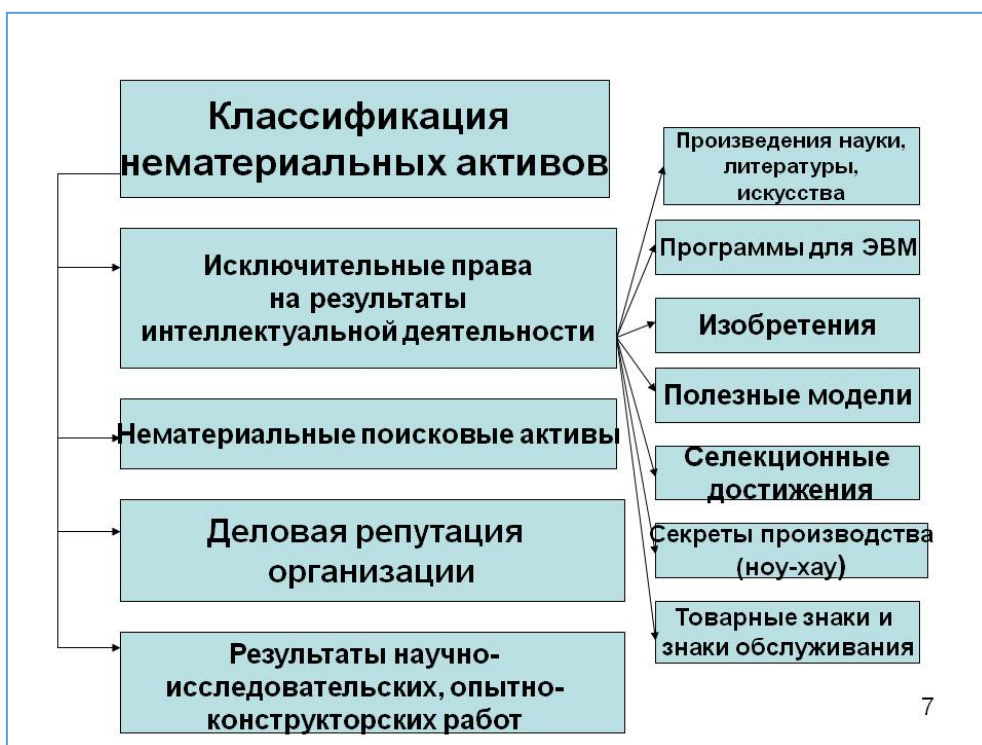 Классификация
нематериальных активов
Исключительные права
на результаты
интеллектуальной деятельности
Нематериальные поисковые активы
Деловая репутация
организации
Результаты научно-
исследовательских, опытно-
конструкторских работ
Произведения науки,
литературы,
искусства
Программы для ЭВМ
Изобретения
Полезные модели
Селекционные
достижения
Секреты производства
(ноу-хау)
Товарные знаки и
знаки обслуживания
7